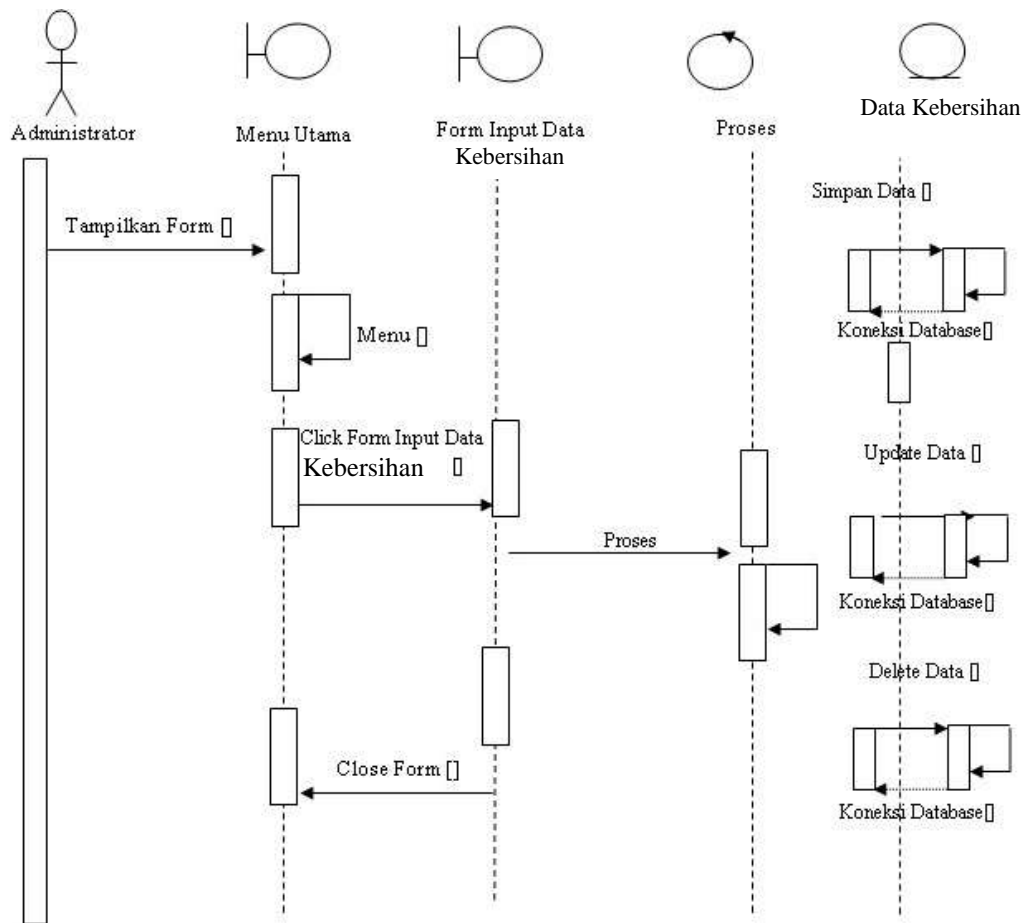 Administrator
Menu Utama
Form Input Data
Kebersihan
Proses
Data Kebersihan
Simpan Data []
Tampilkan Form []
Koneksi Database[]
Menu []
Click Form Input Data
Kebersihan []
Update Data []
Proses
Koneksi Database[]
Delete Data []
Close Form []
Koneksi Database[]